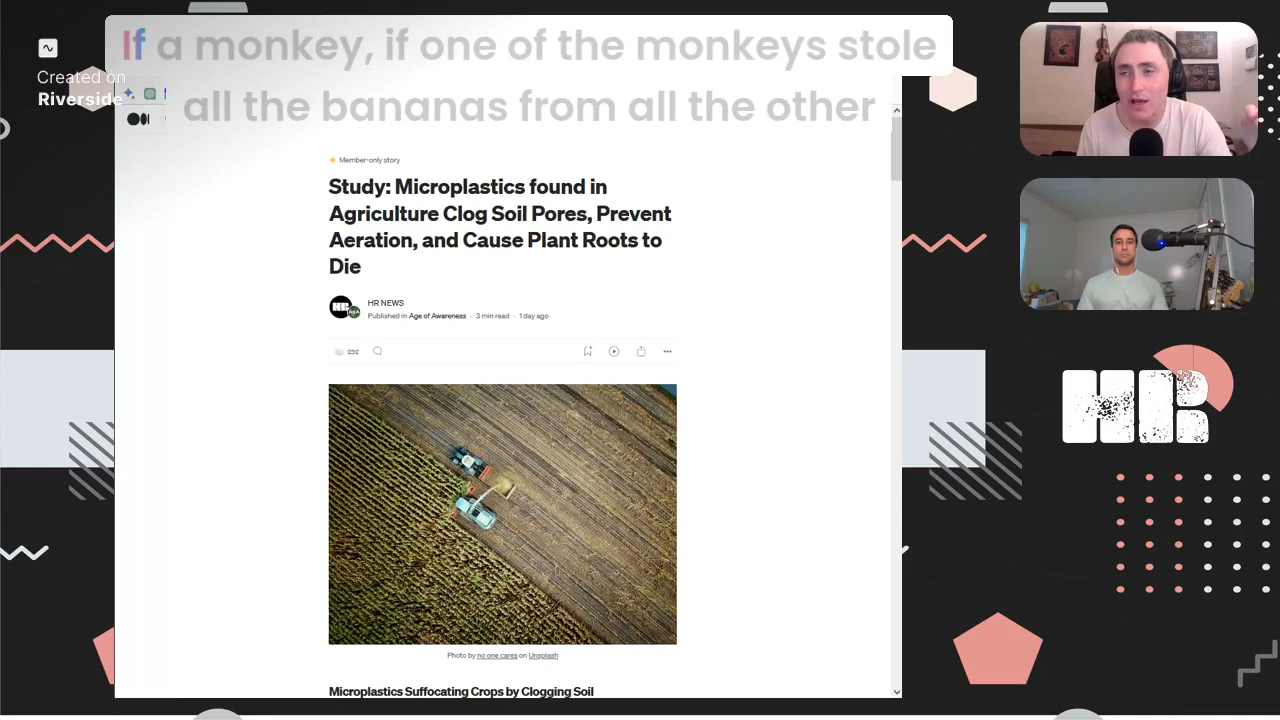 If a monkey, if one of the monkeys stole
all the bananas from all the other
Created on
Riverside
Member-only story
Study: Microplastics found in
Agriculture Clog Soil Pores, Prevent
Aeration, and Cause Plant Roots to
Die
HR NEWS
Published in Age of Awareness · 3 min read · 1 day ago
232
Photo by no one cares on Unsplash
Microplastics Suffocating Crops by Clogging Soil
HR